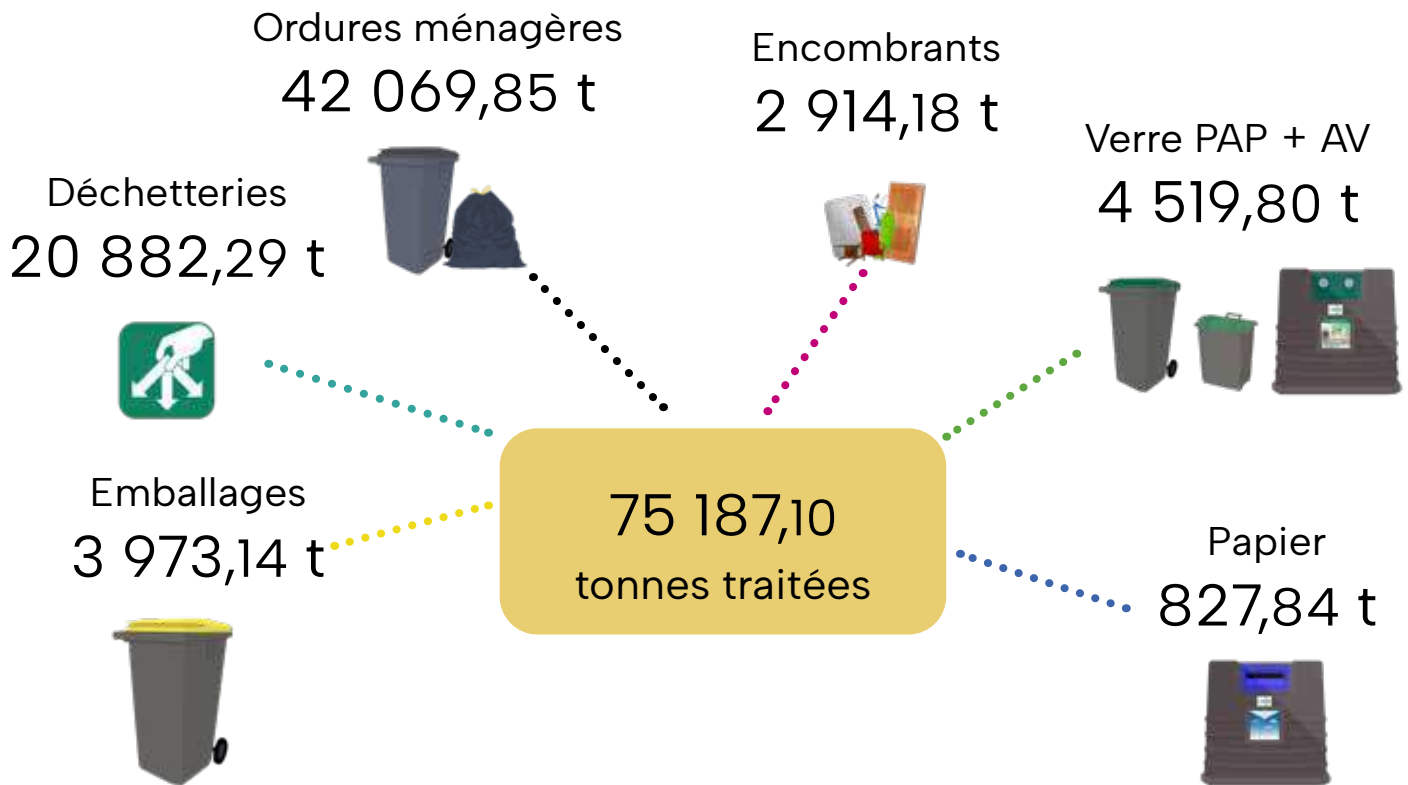 Ordures ménagères
42 069,85 t
Encombrants
2 914,18 t
Verre PAP + AV
4 519,80 t
Déchetteries
20 882,29 t
Emballages
3 973,14 t
75 187,10
tonnes traitées
Papier
827,84 t